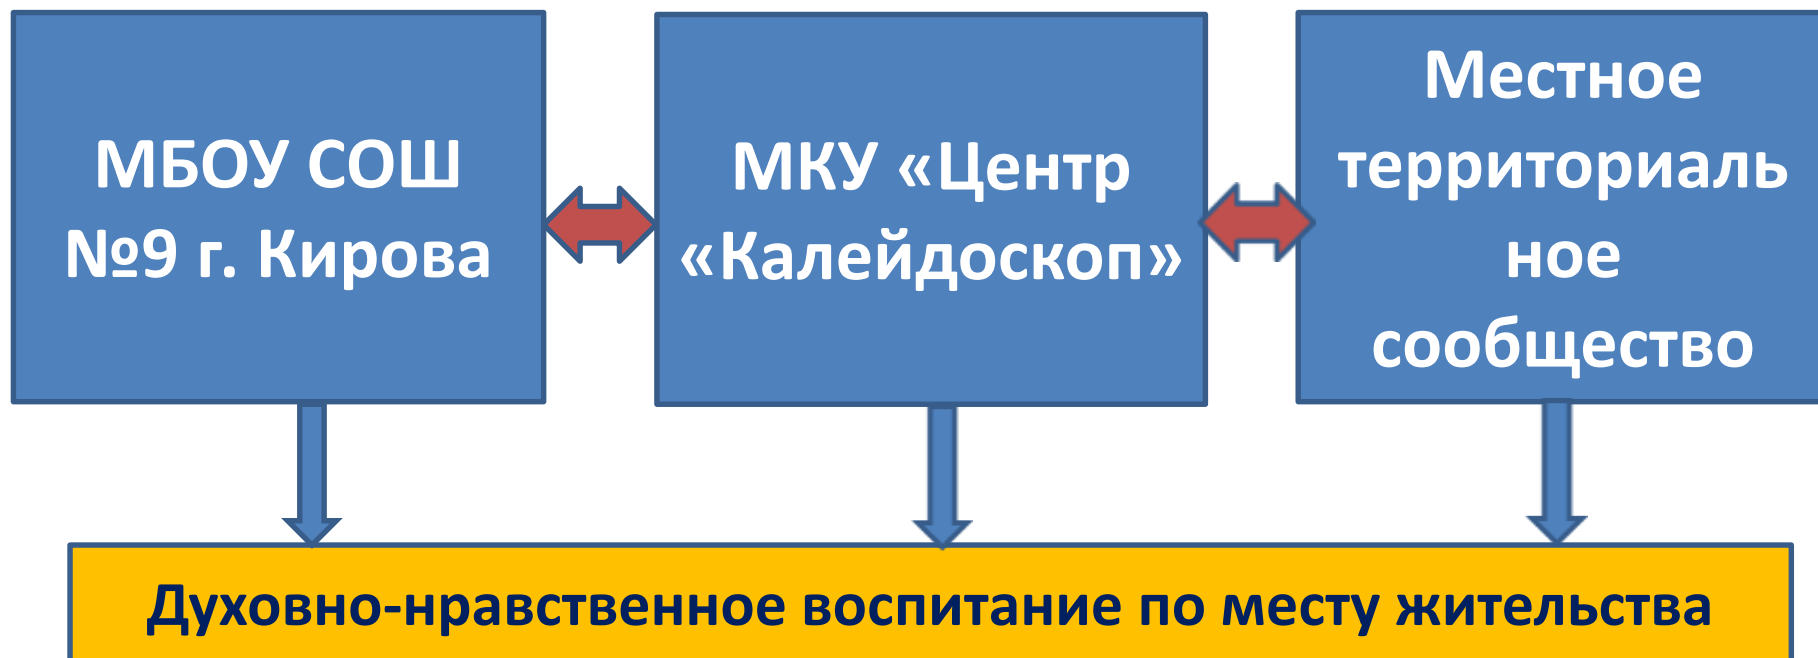 МБОУ СОШ
№9 г. Кирова
МКУ «Центр
«Калейдоскоп»
Местное
территориаль
ное
сообщество
Духовно-нравственное воспитание по месту жительства